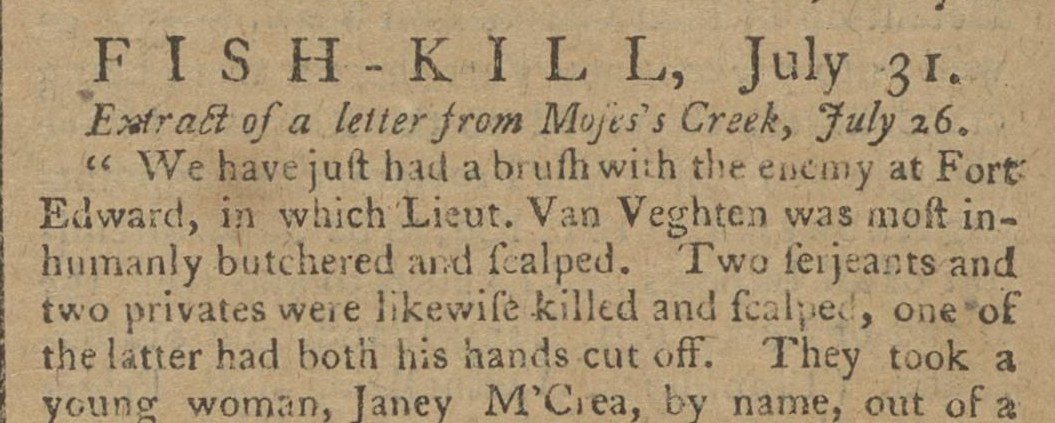 FISH-KILL, July 31.
Extract of a letter from Moſes's Creek, July 26.
“ We have juſt had a bruſh with the enemy at Fort
Edward, in which Lieut. Van Veghten was moſt in-
humanly butchered and ſcalped. Two ſerjeants and
two privates were likewiſe killed and ſcalped, one of
the latter had both his hands cut off. They took a
young woman, Janey M'Crea, by name, out of a